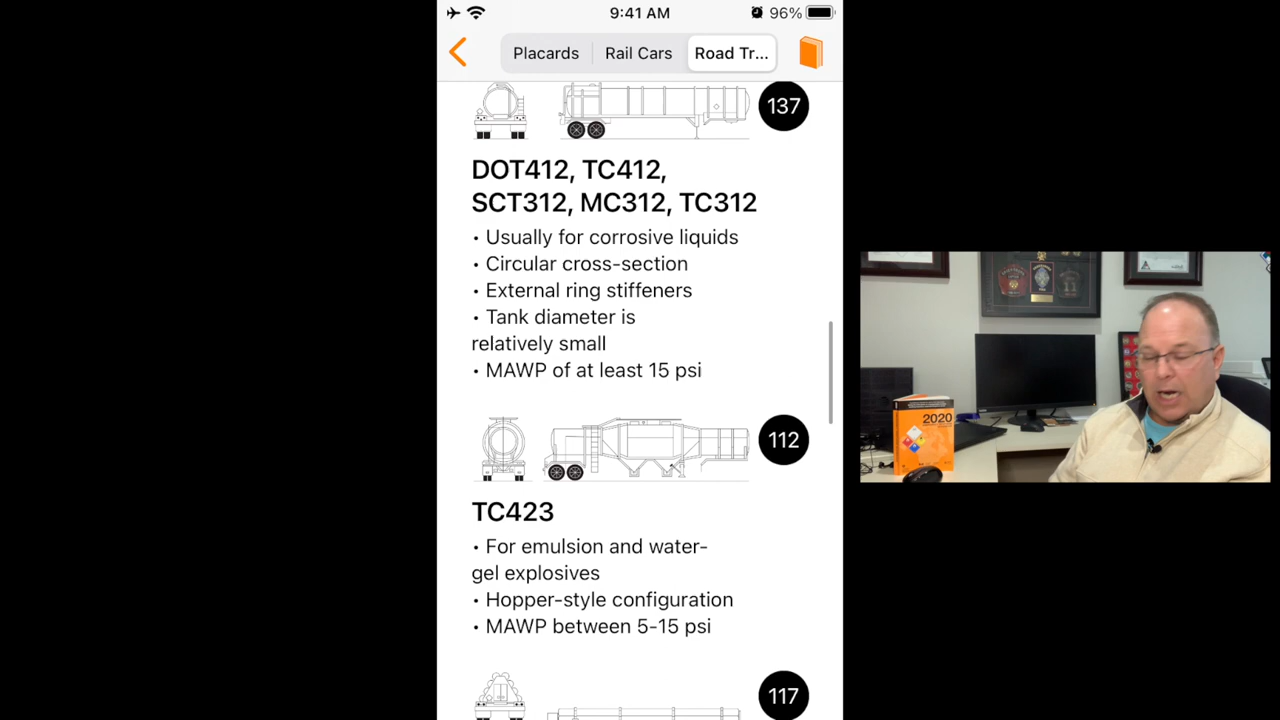 9:41 AM
96%
Placards
Rail Cars
Road Tr...
137
DOT412, TC412,
SCT312, MC312, TC312
• Usually for corrosive liquids
• Circular cross-section
• External ring stiffeners
• Tank diameter is
relatively small
• MAWP of at least 15 psi
112
TC423
• For emulsion and water-
gel explosives
• Hopper-style configuration
• MAWP between 5-15 psi
117
2020